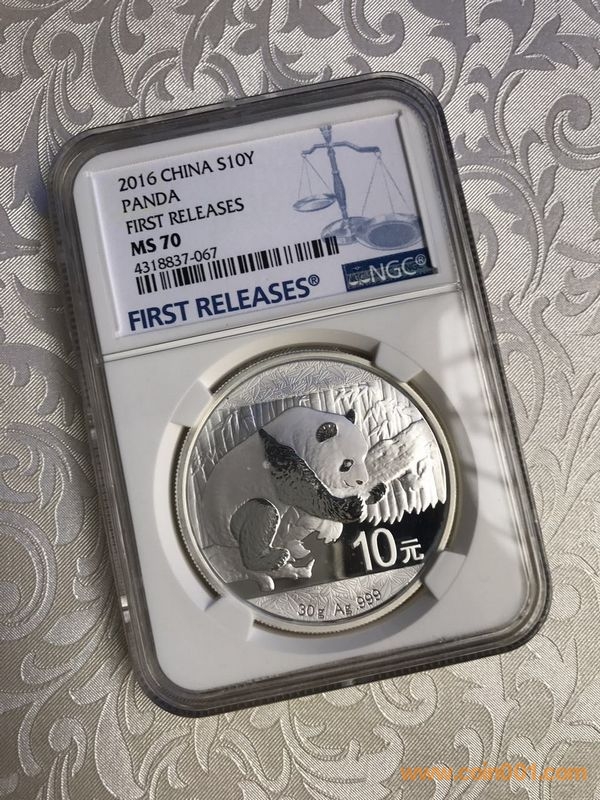 2016 CHINA S10Y
PANDA
FIRST RELEASES
MS 70
4318837-067
FIRST RELEASES®
NGC®
10元
30g Ag.999
www.coin001.com